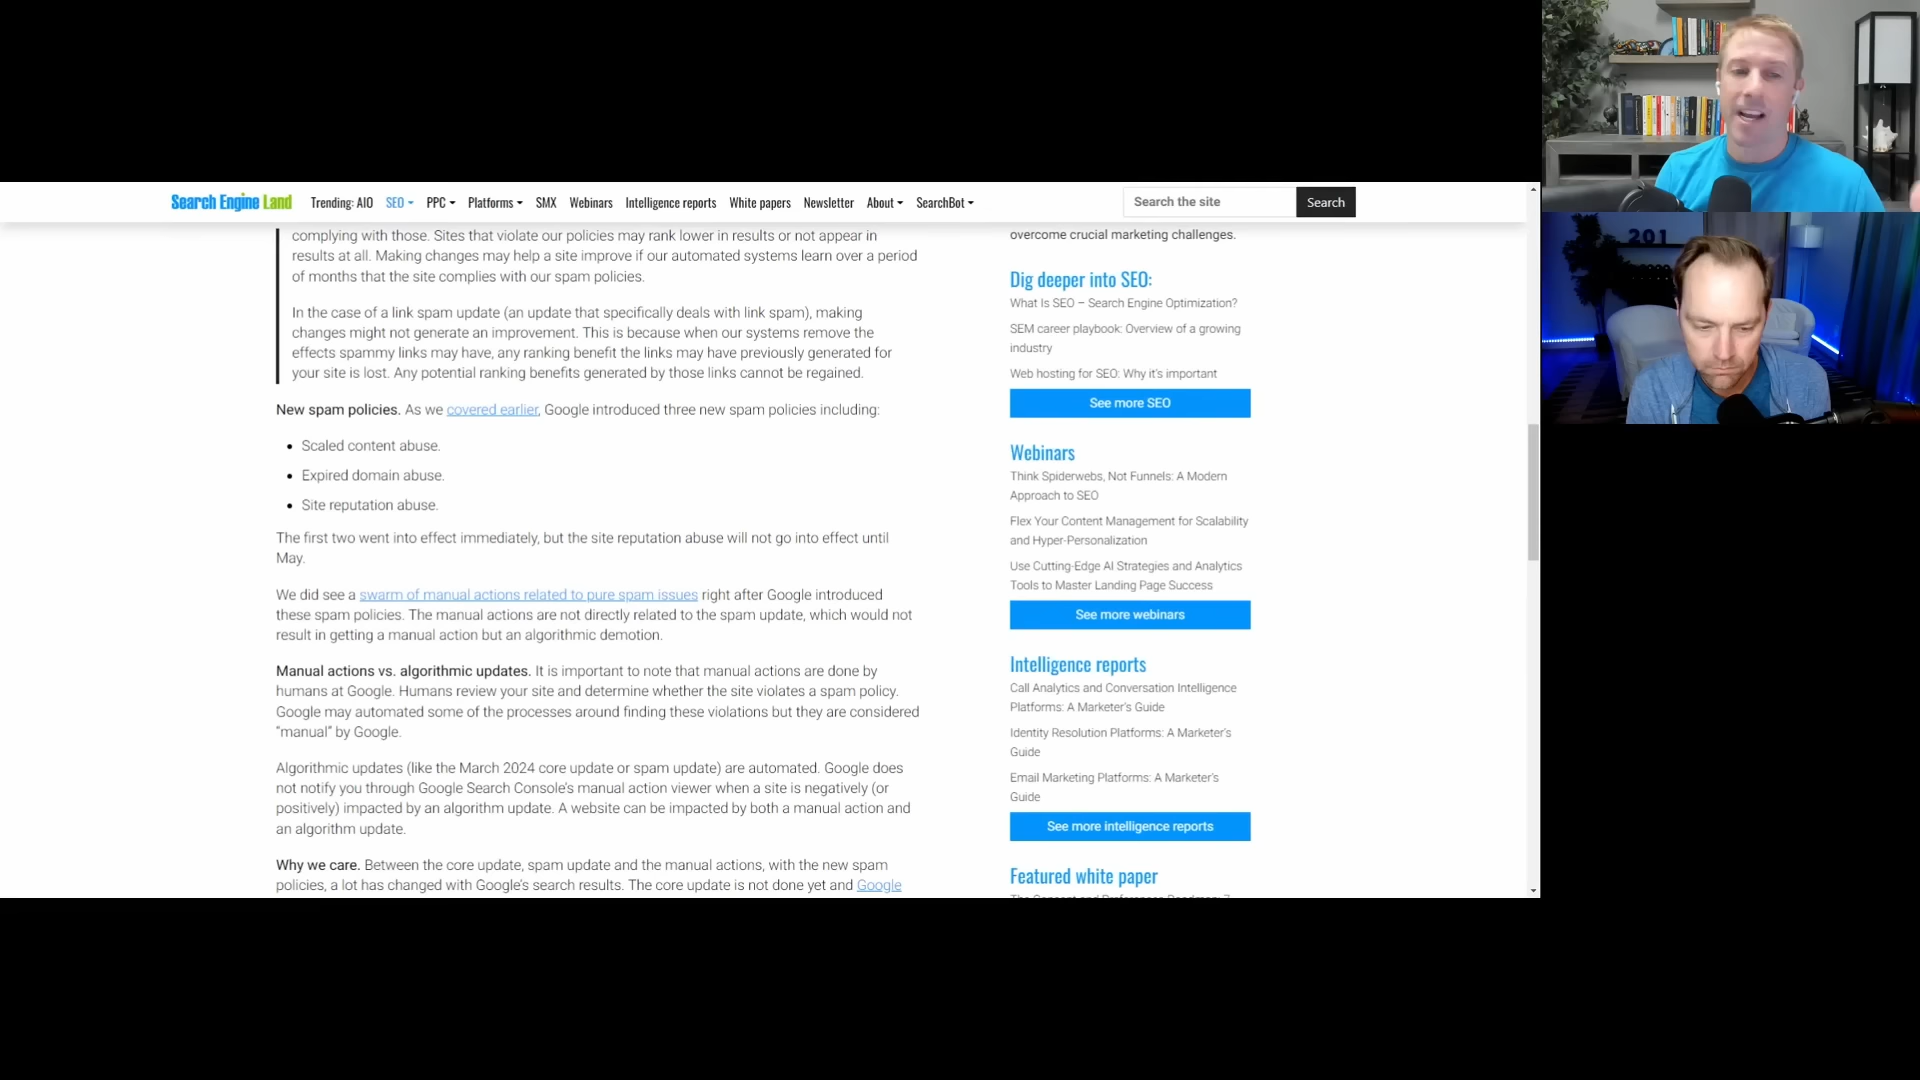 Search Engine Land
Trending: AIO SEO PPC Platforms SMX Webinars Intelligence reports White papers Newsletter About SearchBot
Search the site
Search
complying with those. Sites that violate our policies may rank lower in results or not appear in
results at all. Making changes may help a site improve if our automated systems learn over a period
of months that the site complies with our spam policies.
In the case of a link spam update (an update that specifically deals with link spam), making
changes might not generate an improvement. This is because when our systems remove the
effects spammy links may have, any ranking benefit the links may have previously generated for
your site is lost. Any potential ranking benefits generated by those links cannot be regained.
New spam policies. As we covered earlier, Google introduced three new spam policies including:
Scaled content abuse.
Expired domain abuse.
Site reputation abuse.
The first two went into effect immediately, but the site reputation abuse will not go into effect until
May.
We did see a swarm of manual actions related to pure spam issues right after Google introduced
these spam policies. The manual actions are not directly related to the spam update, which would not
result in getting a manual action but an algorithmic demotion.
Manual actions vs. algorithmic updates. It is important to note that manual actions are done by
humans at Google. Humans review your site and determine whether the site violates a spam policy.
Google may automated some of the processes around finding these violations but they are considered
"manual" by Google.
Algorithmic updates (like the March 2024 core update or spam update) are automated. Google does
not notify you through Google Search Console's manual action viewer when a site is negatively (or
positively) impacted by an algorithm update. A website can be impacted by both a manual action and
an algorithm update.
Why we care. Between the core update, spam update and the manual actions, with the new spam
policies, a lot has changed with Google's search results. The core update is not done yet and Google
overcome crucial marketing challenges.
Dig deeper into SEO:
What Is SEO – Search Engine Optimization?
SEM career playbook: Overview of a growing
industry
Web hosting for SEO: Why it's important
See more SEO
Webinars
Think Spiderwebs, Not Funnels: A Modern
Approach to SEO
Flex Your Content Management for Scalability
and Hyper-Personalization
Use Cutting-Edge AI Strategies and Analytics
Tools to Master Landing Page Success
See more webinars
Intelligence reports
Call Analytics and Conversation Intelligence
Platforms: A Marketer's Guide
Identity Resolution Platforms: A Marketer's
Guide
Email Marketing Platforms: A Marketer's
Guide
See more intelligence reports
Featured white paper
201